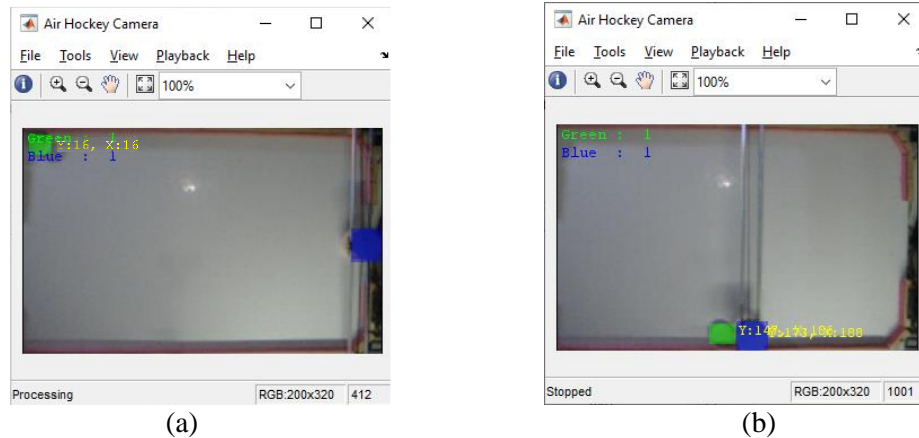 Air Hockey Camera
File Tools View Playback Help
100%
Green : 1
Y:16, X:16
Blue : 1
Processing RGB:200x320 412
(a)
Air Hockey Camera
File Tools View Playback Help
100%
Green : 1
Blue : 1
Stopped RGB:200x320 1001
(b)